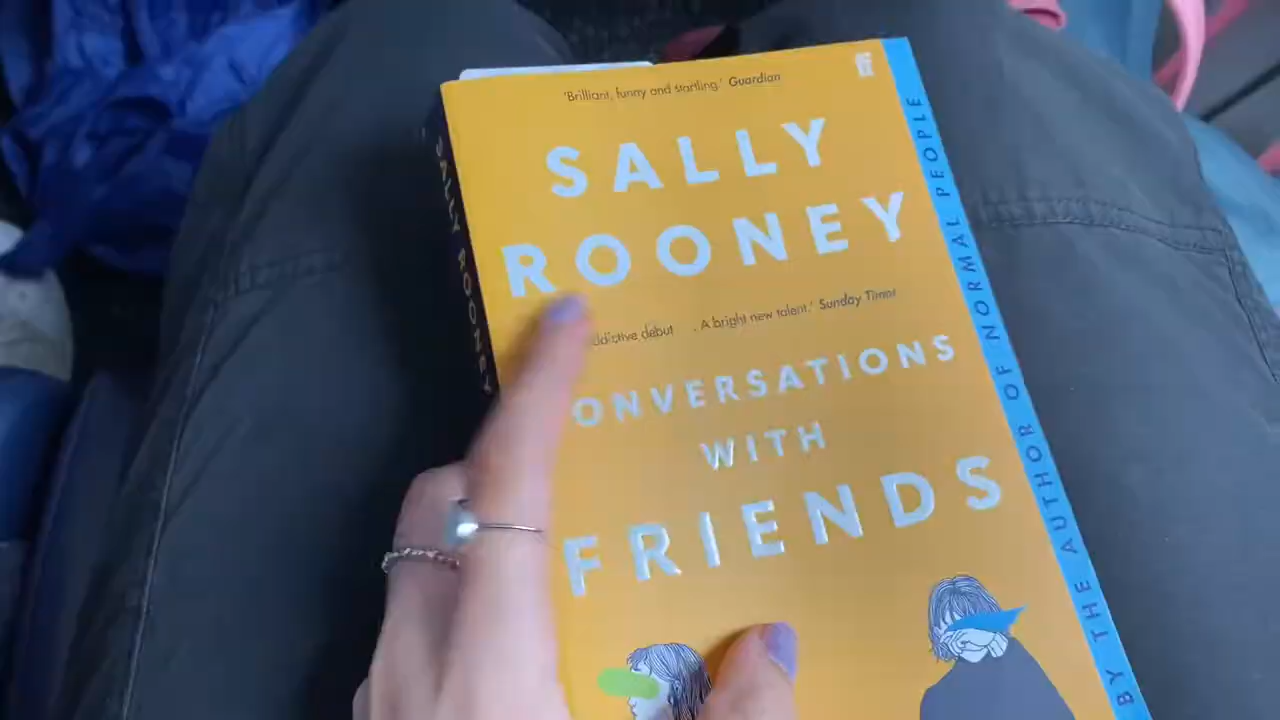 'Brilliant, funny and startling.' Guardian
ff
SALLY
ROONEY
ddictive debut . A bright new talent.' Sunday Times
ONVERSATIONS
WITH
FRIENDS
SALLY ROONEY
BY THE AUTHOR OF NORMAL PEOPLE